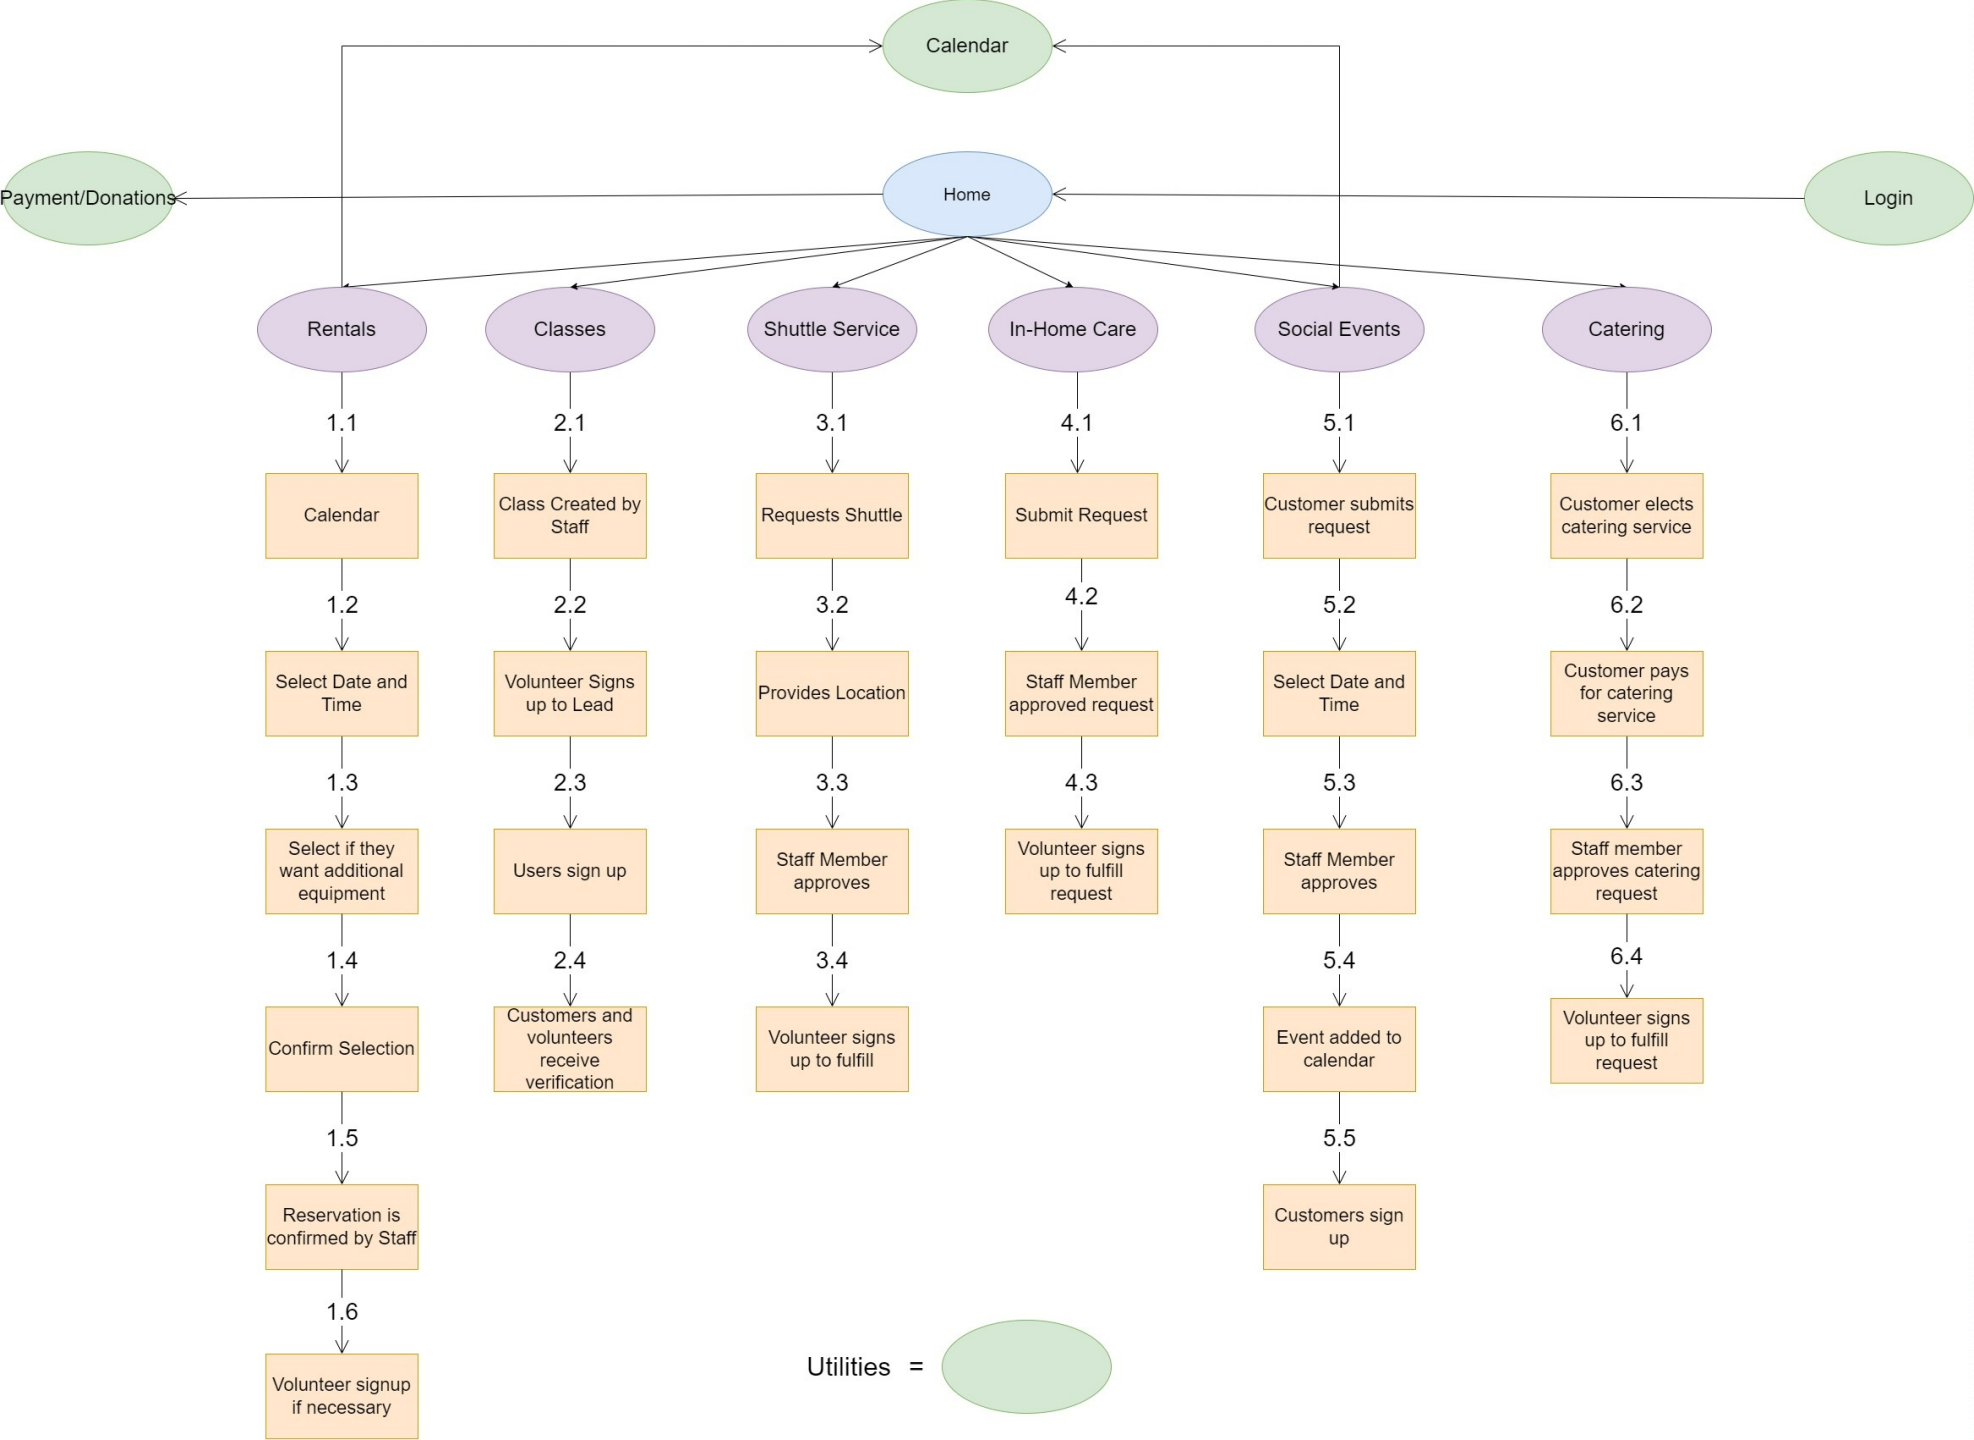 Calendar
Payment/Donations
Home
Login
Rentals
Classes
Shuttle Service
In-Home Care
Social Events
Catering
1.1
2.1
3.1
4.1
5.1
6.1
Calendar
Class Created by
Staff
Requests Shuttle
Submit Request
Customer submits
request
Customer elects
catering service
1.2
2.2
3.2
4.2
5.2
6.2
Select Date and
Time
Volunteer Signs
up to Lead
Provides Location
Staff Member
approved request
Select Date and
Time
Customer pays
for catering
service
1.3
2.3
3.3
4.3
5.3
6.3
Select if they
want additional
equipment
Users sign up
Staff Member
approves
Volunteer signs
up to fulfill
request
Staff Member
approves
Staff member
approves catering
request
1.4
2.4
3.4
5.4
6.4
Confirm Selection
Customers and
volunteers
receive
verification
Volunteer signs
up to fulfill
Event added to
calendar
Volunteer signs
up to fulfill
request
1.5
5.5
Reservation is
confirmed by Staff
Customers sign
up
1.6
Volunteer signup
if necessary
Utilities =